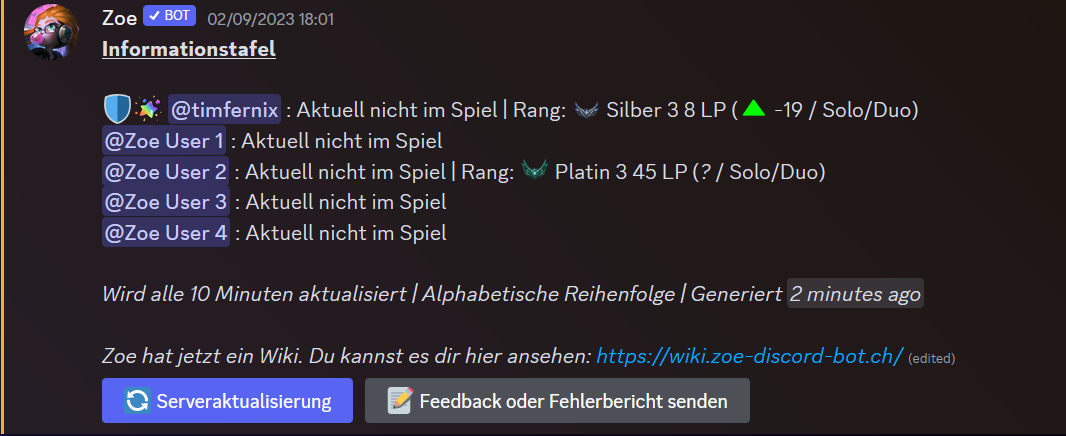 Zoe ✓ BOT 02/09/2023 18:01
Informationstafel
@timfernix : Aktuell nicht im Spiel | Rang: Silber 3 8 LP ( -19 / Solo/Duo)
@Zoe User 1 : Aktuell nicht im Spiel
@Zoe User 2 : Aktuell nicht im Spiel | Rang: Platin 3 45 LP (? / Solo/Duo)
@Zoe User 3 : Aktuell nicht im Spiel
@Zoe User 4 : Aktuell nicht im Spiel
Wird alle 10 Minuten aktualisiert | Alphabetische Reihenfolge | Generiert 2 minutes ago
Zoe hat jetzt ein Wiki. Du kannst es dir hier ansehen: https://wiki.zoe-discord-bot.ch/ (edited)
Serveraktualisierung Feedback oder Fehlerbericht senden